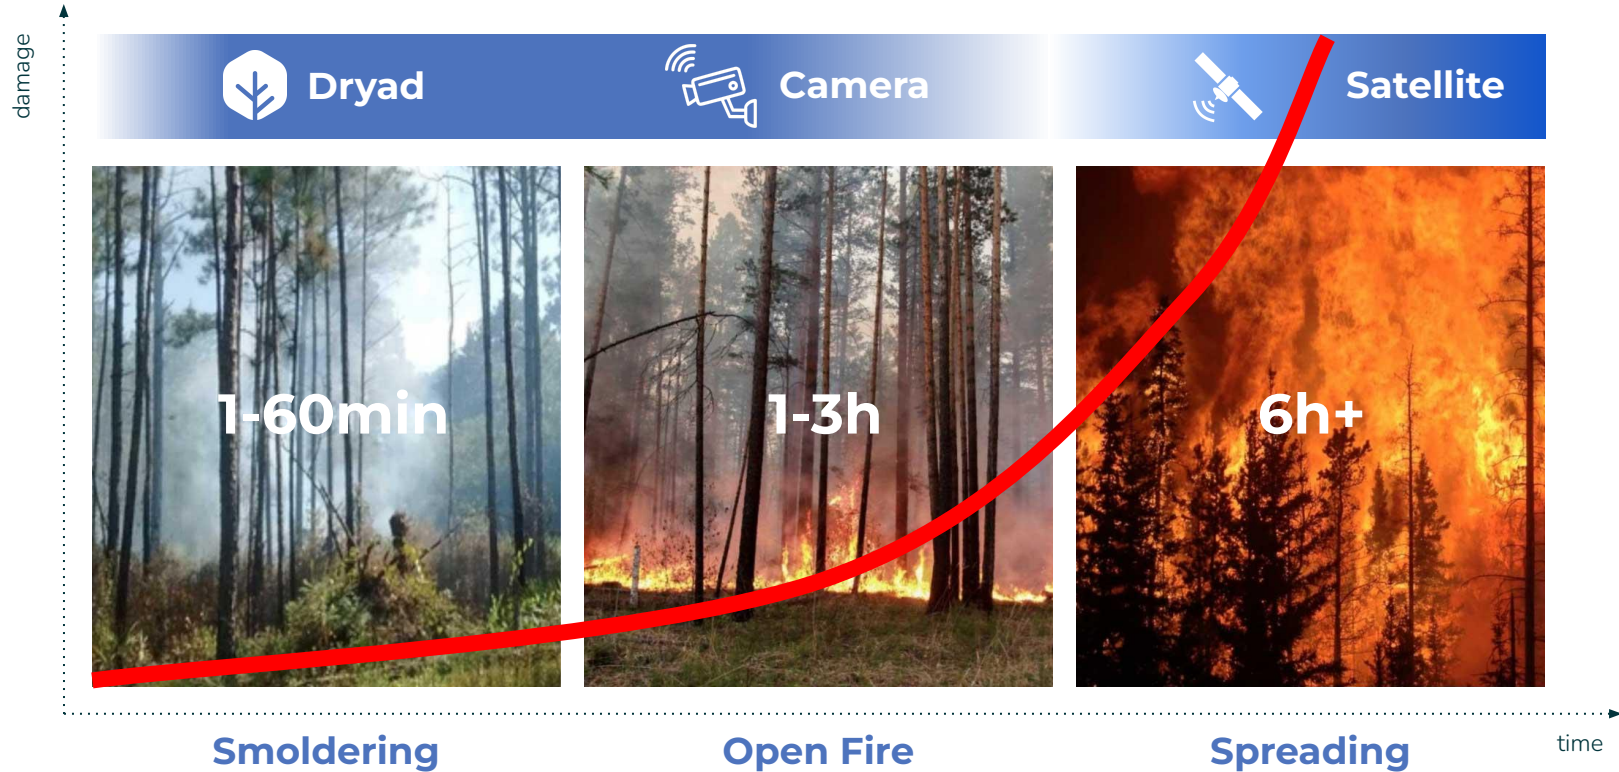 damage
Dryad
Camera
Satellite
1-60min
1-3h
6h+
Smoldering
Open Fire
Spreading
time